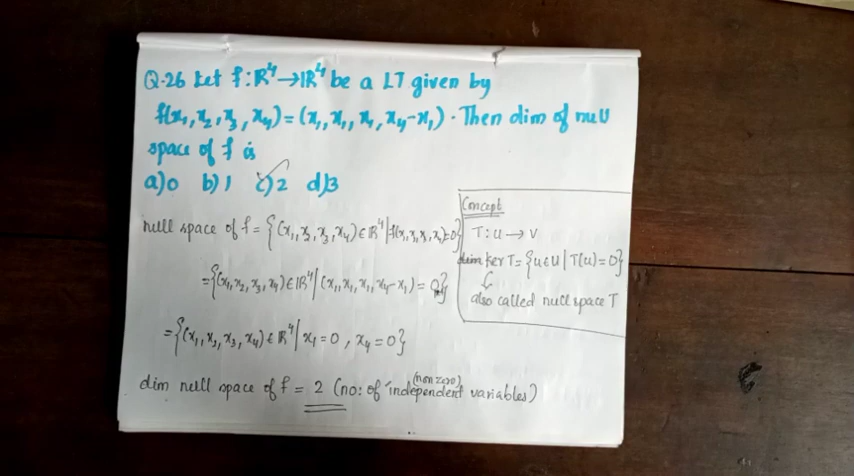 Q.26 Let f:ℝ⁴→ℝ⁴ be a LT given by
f(x₁,x₂,x₃,x₄)=(x₁,x₁,x₁,x₄-x₁). Then dim of null
space of f is
a)0 b)1 c)2 d)3
null space of f = {(x₁,x₂,x₃,x₄)∈ℝ⁴|f(x₁,x₂,x₃,x₄)=0}
={(x₁,x₂,x₃,x₄)∈ℝ⁴|(x₁,x₁,x₁,x₄-x₁)=0}
={(x₁,x₂,x₃,x₄)∈ℝ⁴|x₁=0, x₄=0}
dim null space of f = 2 (no: of independent variables)
(non zero)
Concept
T:u→v
dim ker T={u∈U|T(u)=0}
also called null space T